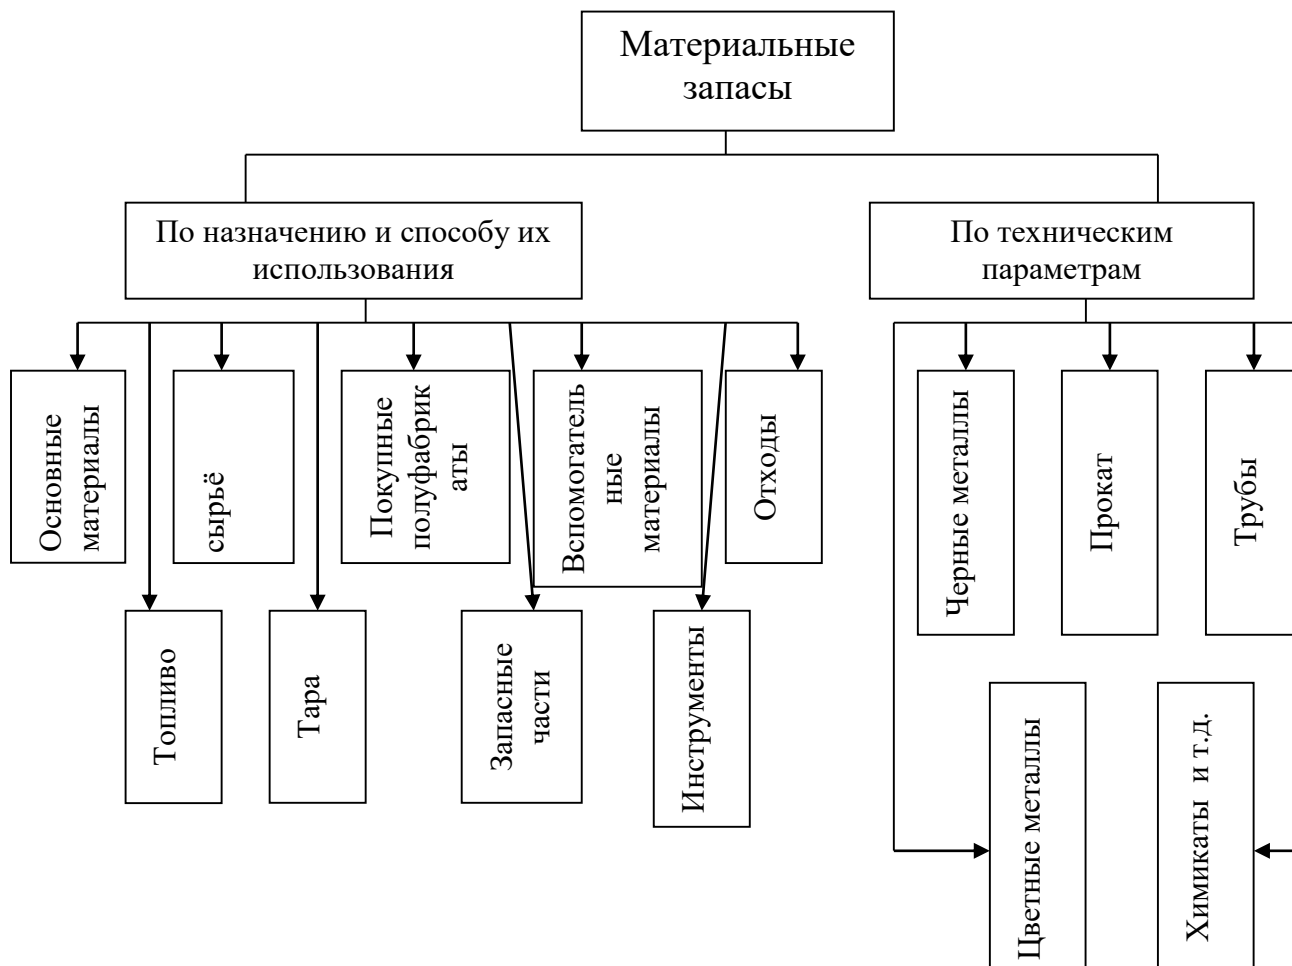 Материальные
запасы
По назначению и способу их
использования
По техническим
параметрам
Основные
материалы
сырьё
Покупные
полуфабрик
аты
Вспомогатель
ные
материалы
Отходы
Черные металлы
Прокат
Трубы
Топливо
Тара
Запасные
части
Инструменты
Цветные металлы
Химикаты и т.д.